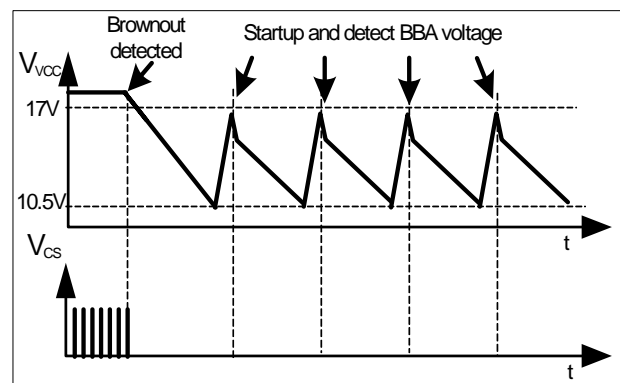 Brownout
detected
Startup and detect BBA voltage
VVCC
17V
10.5V
t
VCS
t